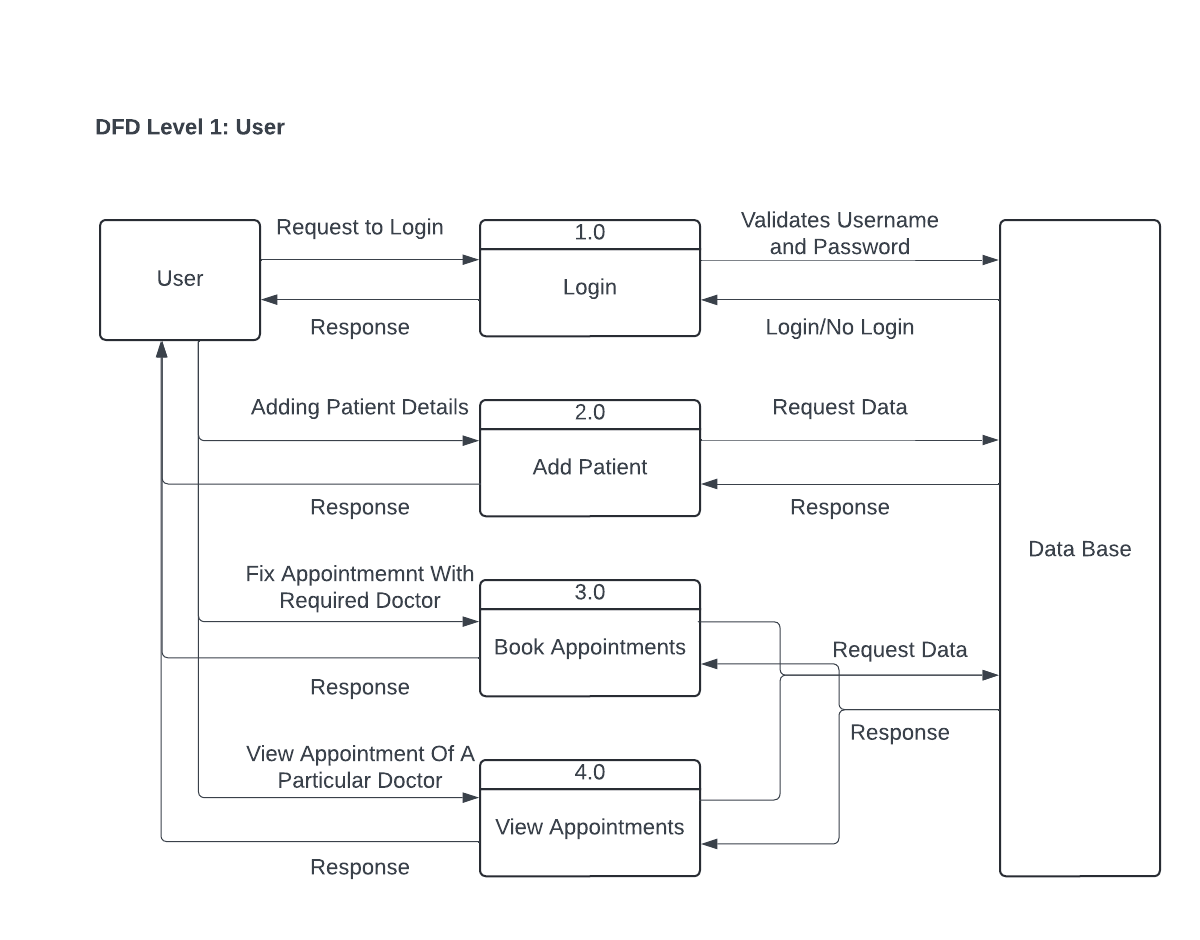 DFD Level 1: User
User
Request to Login
Response
1.0
Login
Validates Username
and Password
Login/No Login
Adding Patient Details
Response
2.0
Add Patient
Request Data
Response
Fix Appointmemnt With
Required Doctor
Response
3.0
Book Appointments
Request Data
Response
View Appointment Of A
Particular Doctor
Response
4.0
View Appointments
Data Base